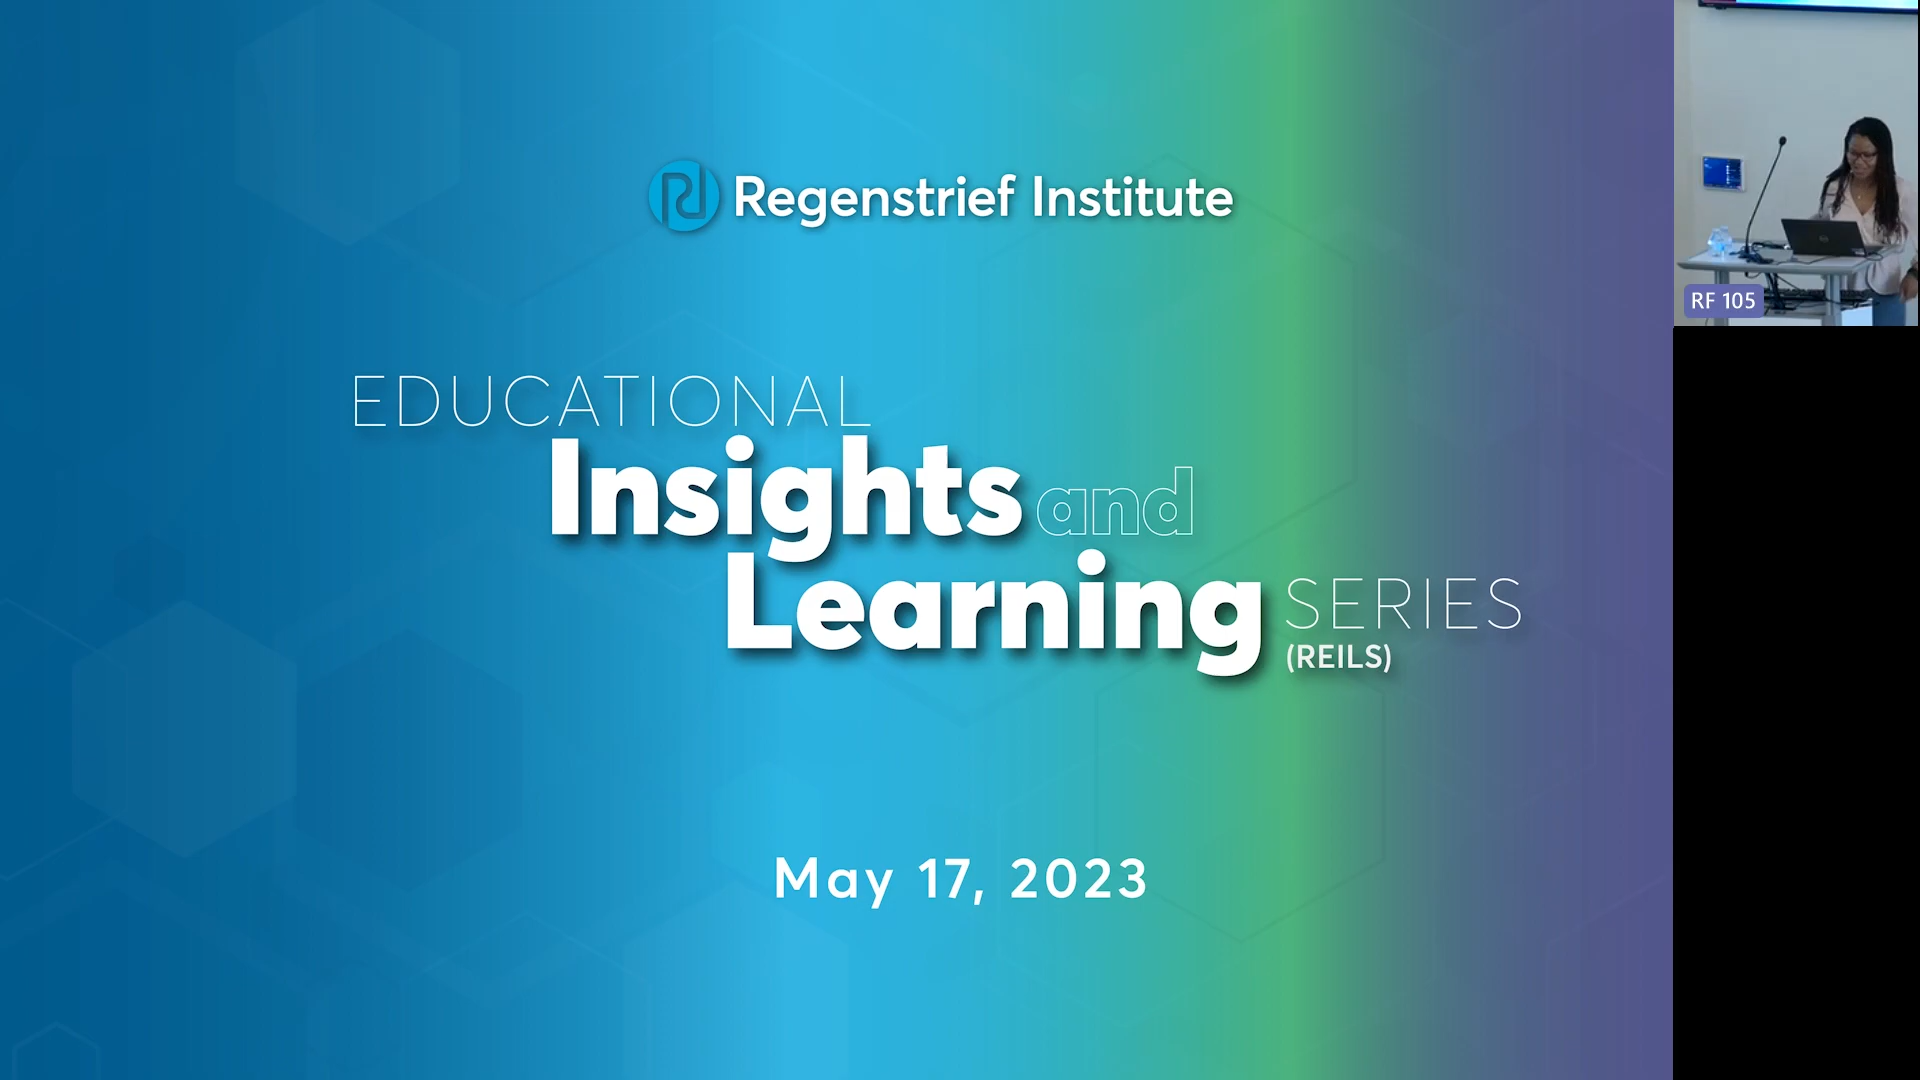 Regenstrief Institute
EDUCATIONAL
Insights and
Learning SERIES
(REILS)
May 17, 2023
RF 105